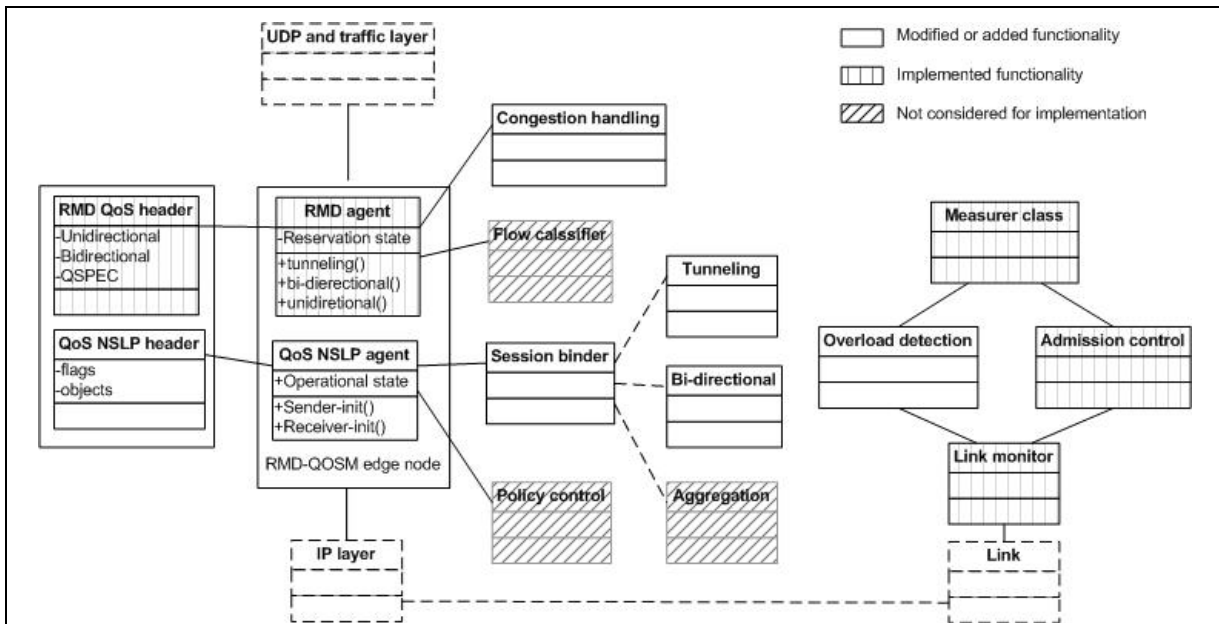 UDP and traffic layer
Modified or added functionality
Implemented functionality
Not considered for implementation
Congestion handling
RMD QoS header
-Unidirectional
-Bidirectional
-QSPEC
QoS NSLP header
-flags
-objects
RMD agent
-Reservation state
+tunneling()
+bi-dierectional()
+unidiretional()
QoS NSLP agent
+Operational state
+Sender-init()
+Receiver-init()
RMD-QOSM edge node
Flow calssifier
Session binder
Policy control
Tunneling
Bi-directional
Aggregation
Measurer class
Overload detection
Admission control
Link monitor
IP layer
Link